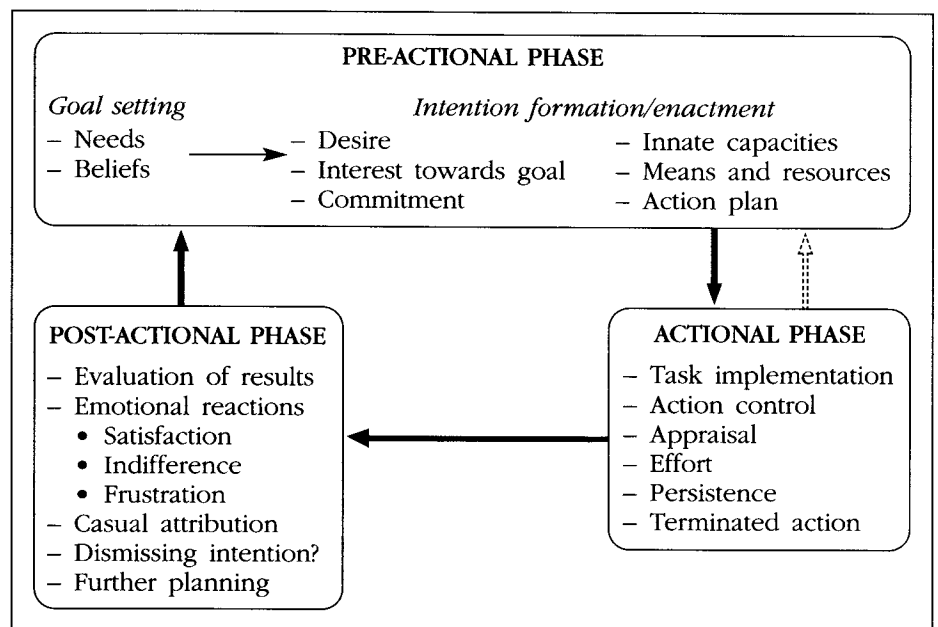 PRE-ACTIONAL PHASE
Goal setting
– Needs
– Beliefs
Intention formation/enactment
– Desire
– Interest towards goal
– Commitment
– Innate capacities
– Means and resources
– Action plan
POST-ACTIONAL PHASE
– Evaluation of results
– Emotional reactions
• Satisfaction
• Indifference
• Frustration
– Casual attribution
– Dismissing intention?
– Further planning
ACTIONAL PHASE
– Task implementation
– Action control
– Appraisal
– Effort
– Persistence
– Terminated action